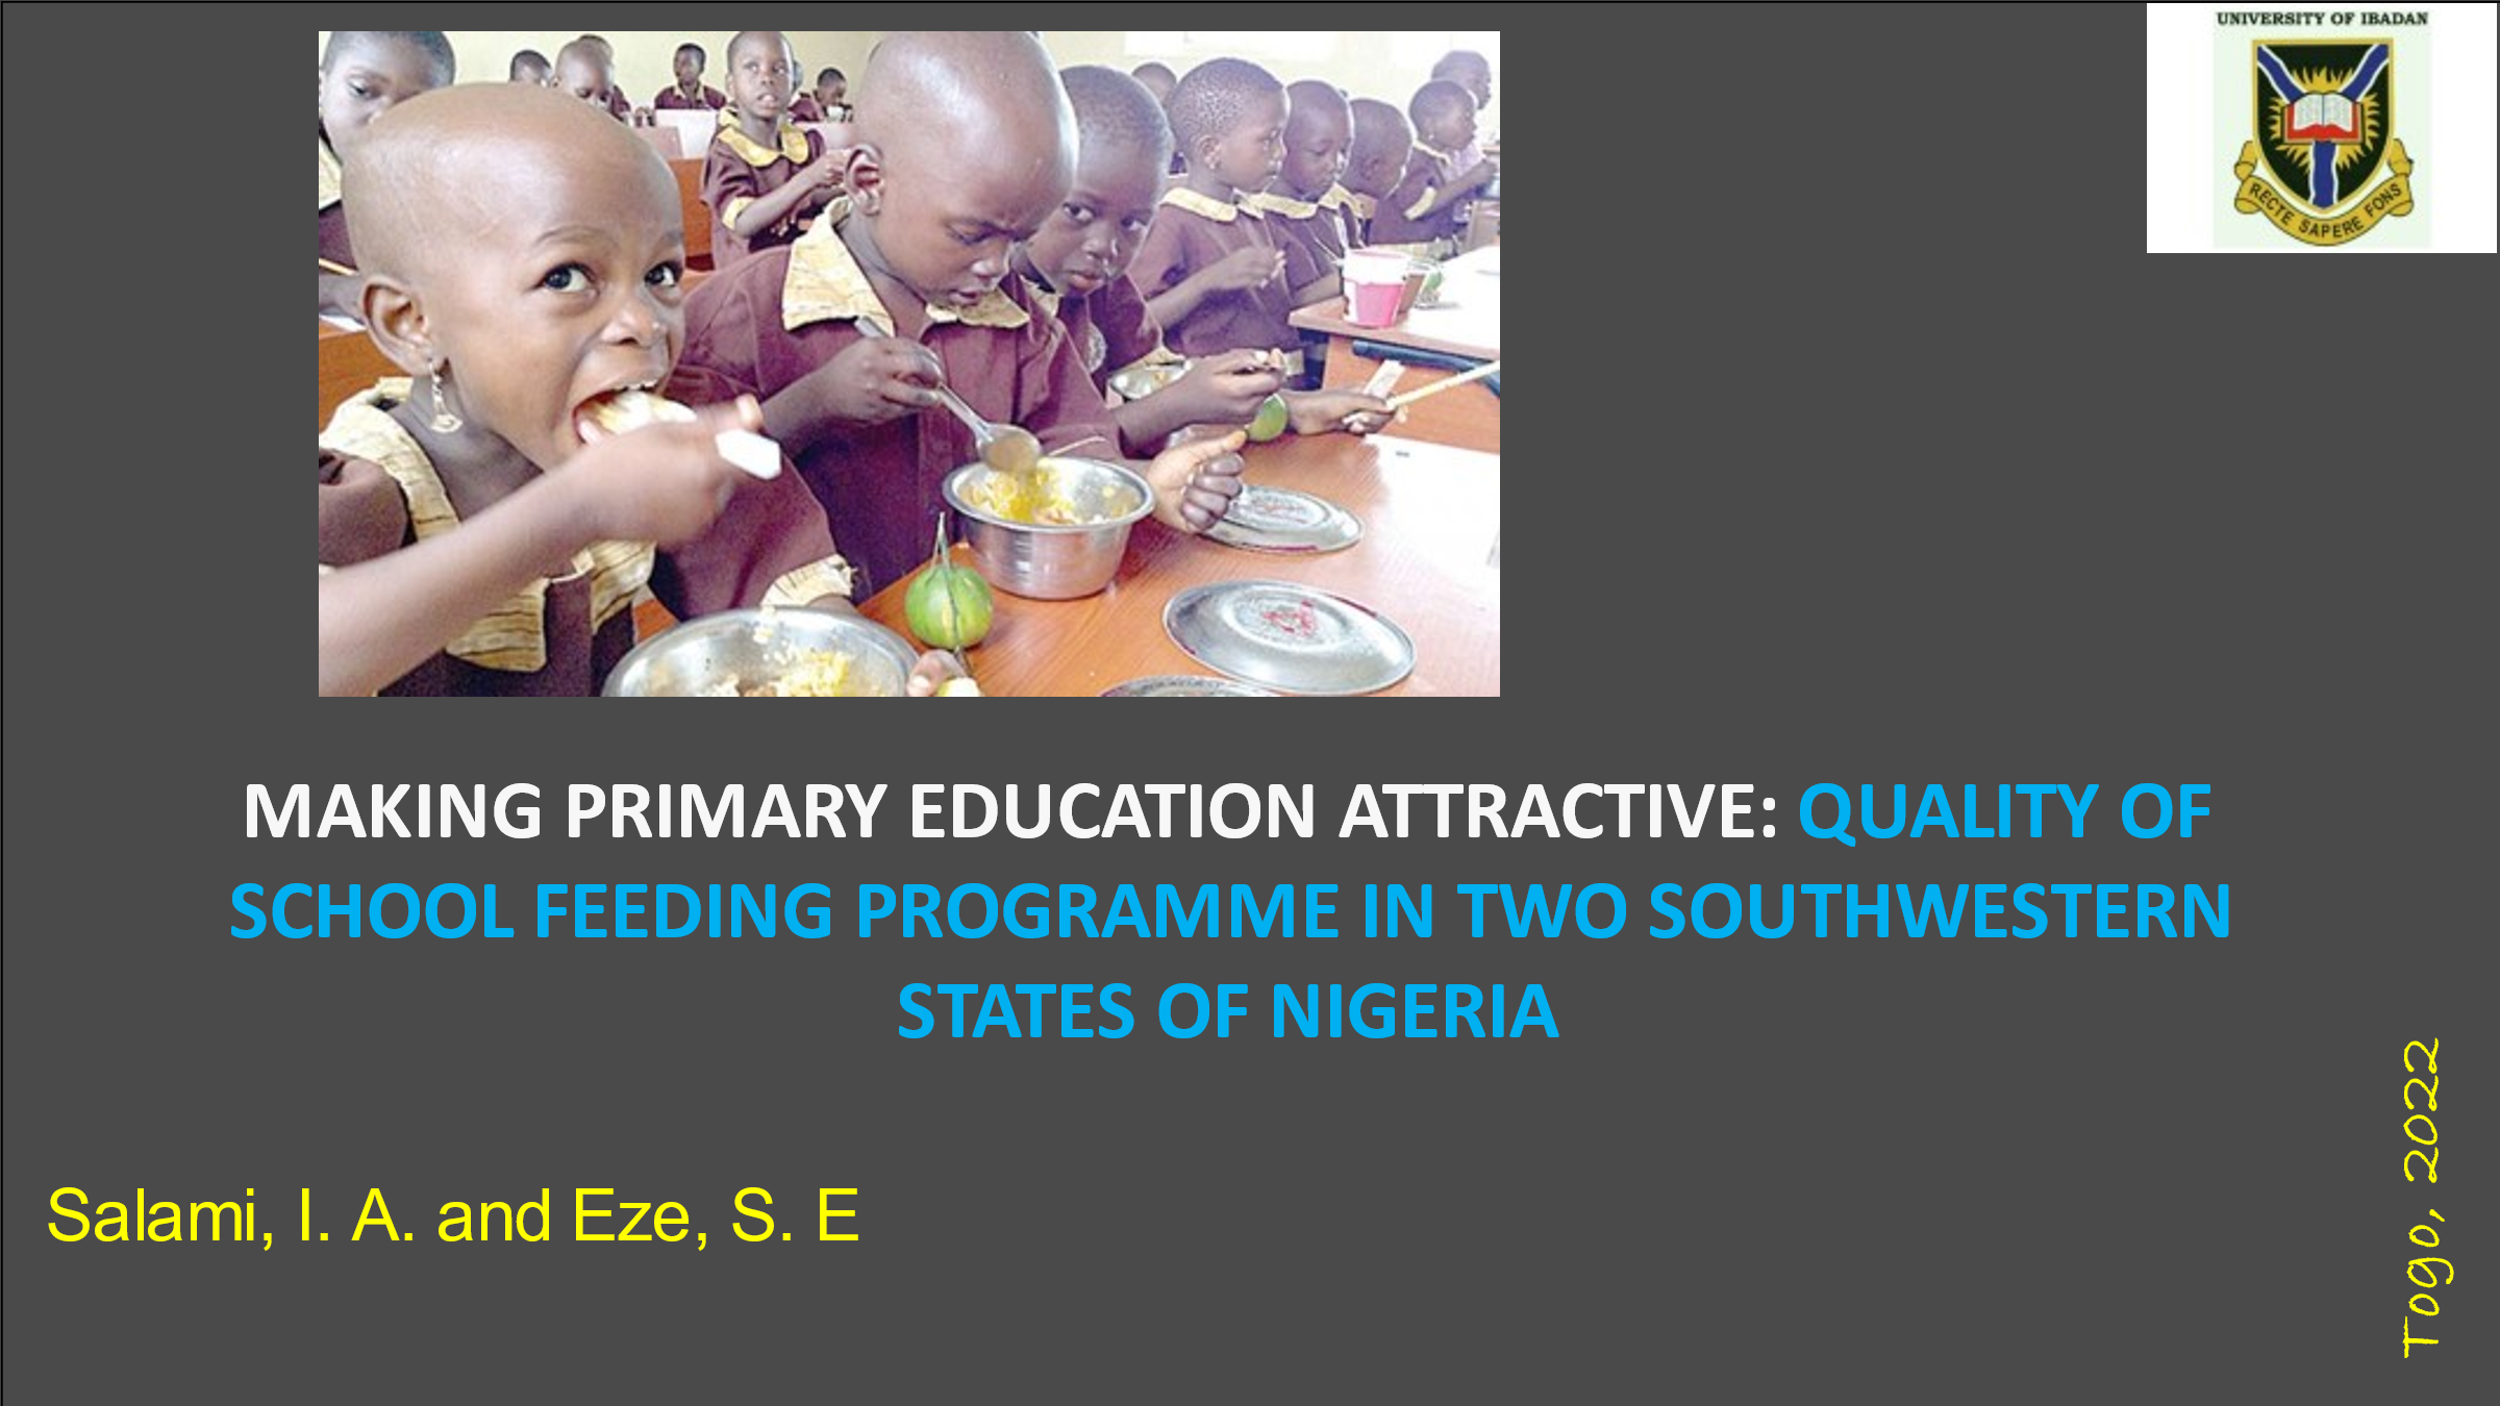 UNIVERSITY OF IBADAN
RECTE SAPERE FONS
MAKING PRIMARY EDUCATION ATTRACTIVE: QUALITY OF
SCHOOL FEEDING PROGRAMME IN TWO SOUTHWESTERN
STATES OF NIGERIA
Salami, I. A. and Eze, S. E
Togo, 2022